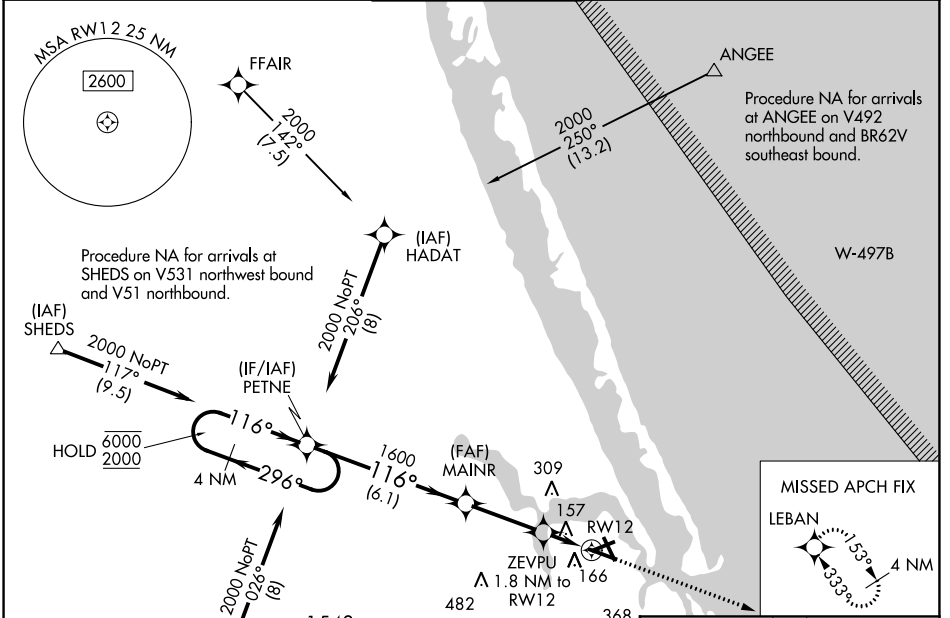 MSA RW12 25 NM
2600
FFAIR
2000
142°
(7.5)
ANGEE
2000
250°
(13.2)
Procedure NA for arrivals
at ANGEE on V492
northbound and BR62V
southeast bound.
(IAF)
HADAT
W-497B
Procedure NA for arrivals at
SHEDS on V531 northwest bound
and V51 northbound.
2000 NoPT
206°
(8)
(IAF)
SHEDS
2000 NoPT
117°
(9.5)
(IF/IAF)
PETNE
HOLD
6000
2000
116°
296°
4 NM
1600
116°
(6.1)
(FAF)
MAINR
309
157
RW12
ZEVPU
1.8 NM to
RW12
166
482
368
2000 NoPT
026°
(8)
MISSED APCH FIX
LEBAN
153°
333°
4 NM